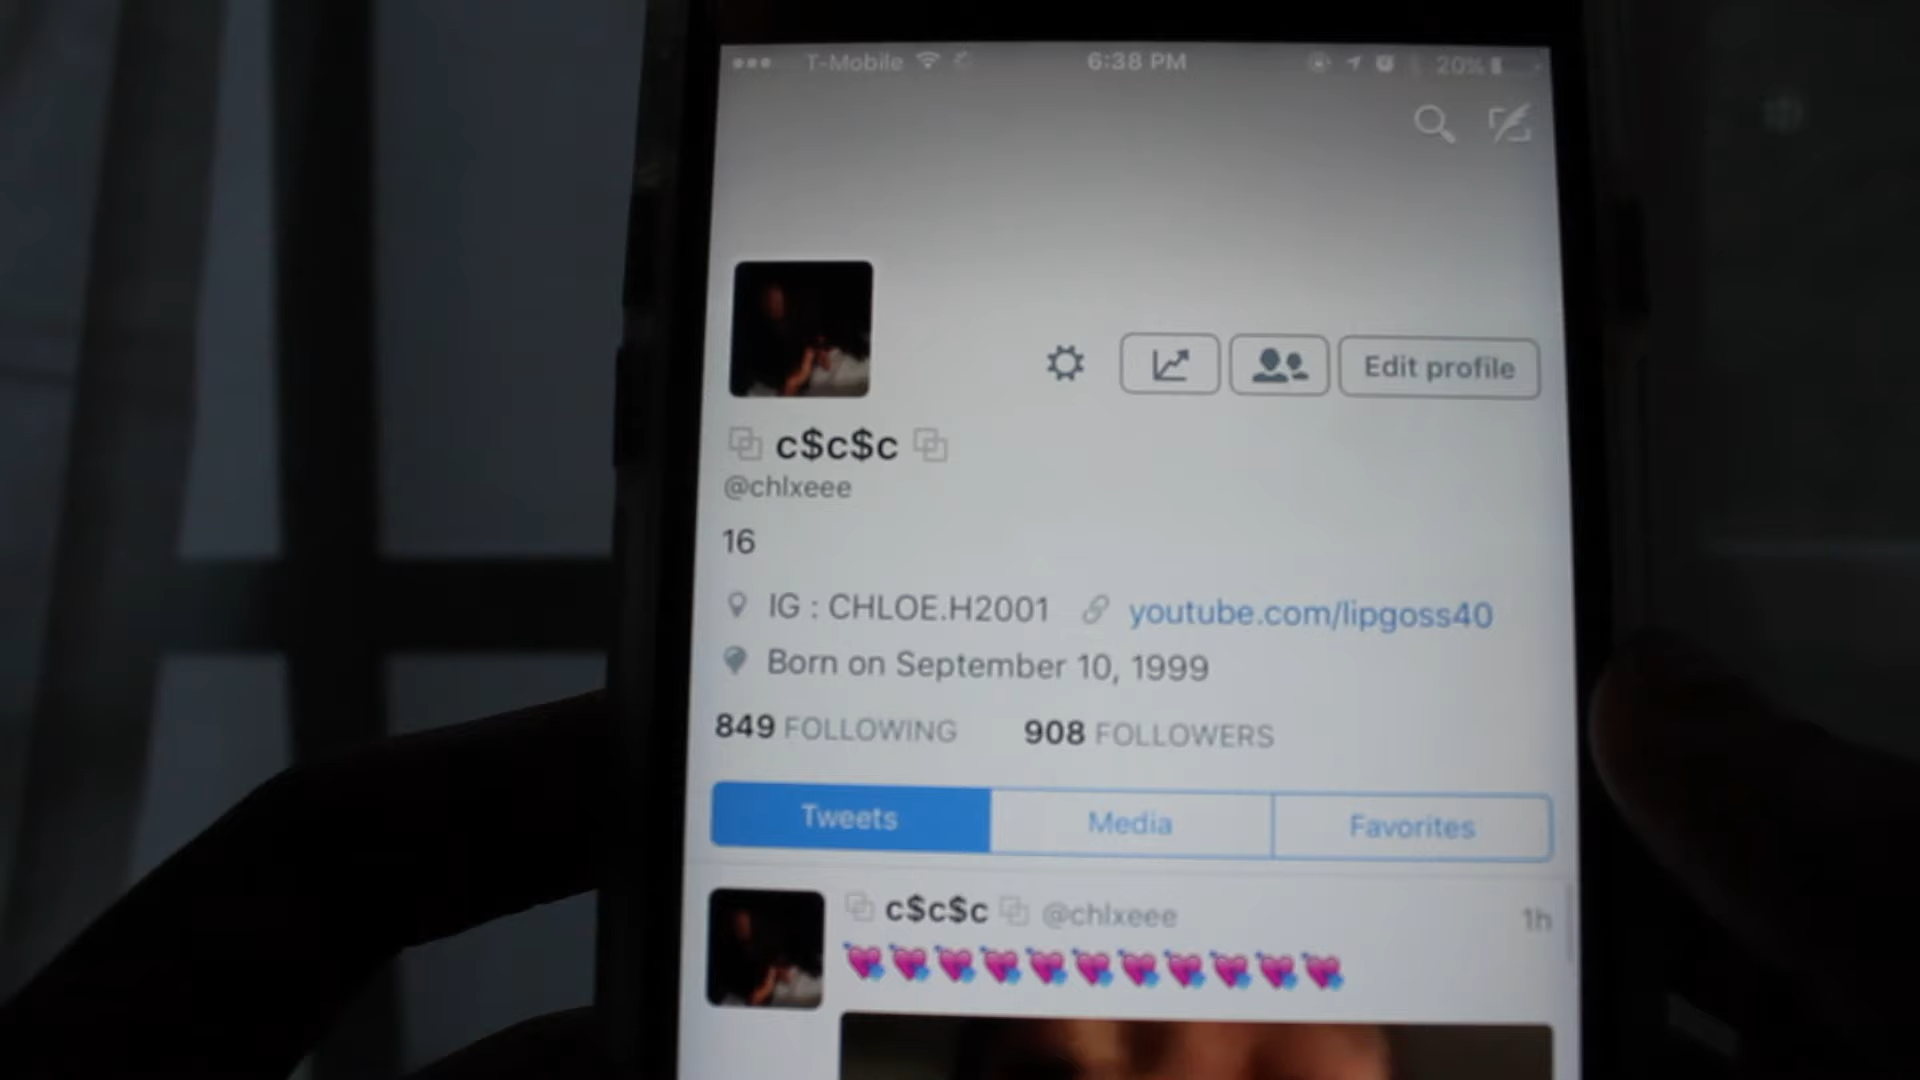 T-Mobile 6:38 PM 20%
Edit profile
c$c$c
@chlxeee
16
IG : CHLOE.H2001 youtube.com/lipgoss40
Born on September 10, 1999
849 FOLLOWING 908 FOLLOWERS
Tweets Media Favorites
c$c$c @chlxeee 1h